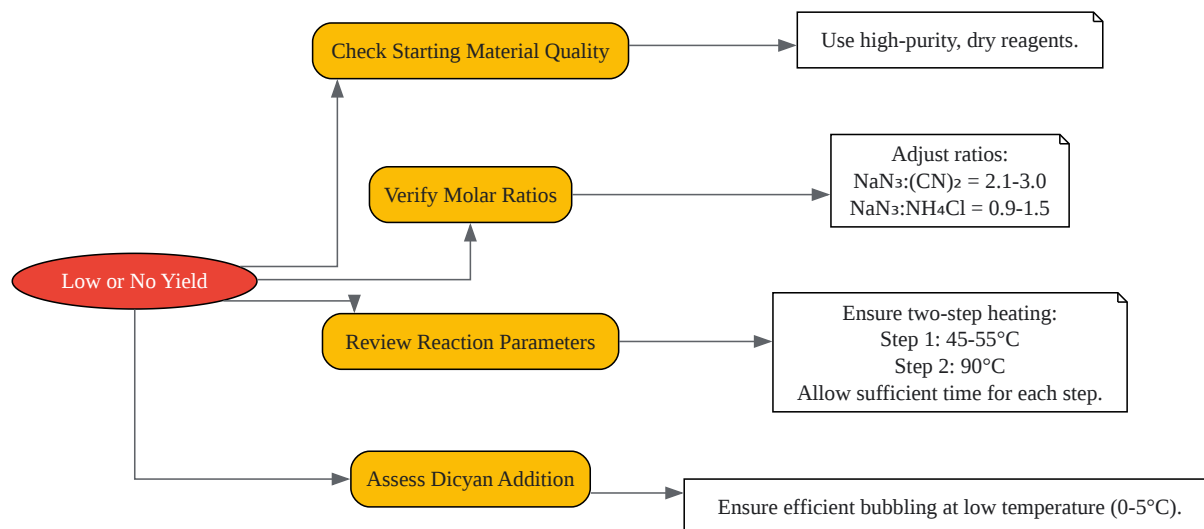 Check Starting Material Quality
Use high-purity, dry reagents.
Verify Molar Ratios
Adjust ratios:
NaN₃:(CN)₂ = 2.1-3.0
NaN₃:NH₄Cl = 0.9-1.5
Low or No Yield
Review Reaction Parameters
Ensure two-step heating:
Step 1: 45-55°C
Step 2: 90°C
Allow sufficient time for each step.
Assess Dicyan Addition
Ensure efficient bubbling at low temperature (0-5°C).